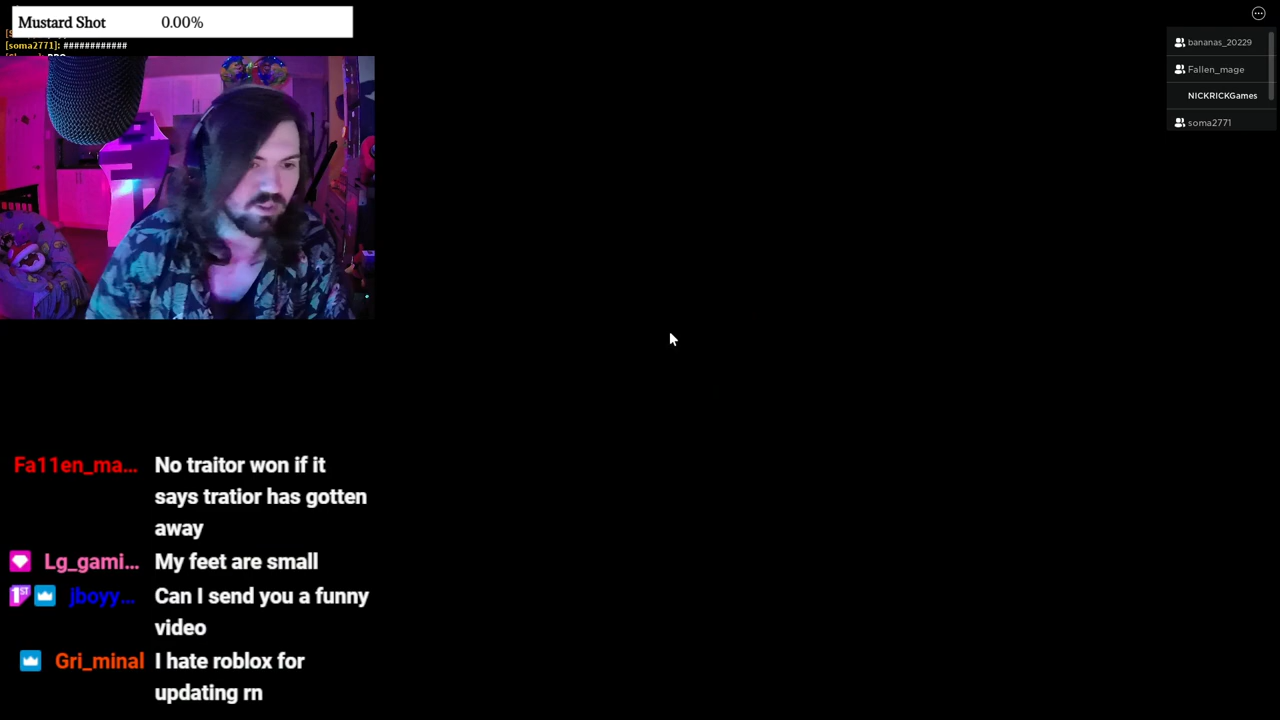 Mustard Shot 0.00%
[soma2771]: ############
bananas_20229
Fallen_mage
NICKRICKGames
soma2771
Fa11en_ma... No traitor won if it
says tratior has gotten
away
Lg_gami... My feet are small
1ST jboyy... Can I send you a funny
video
Gri_minal I hate roblox for
updating rn